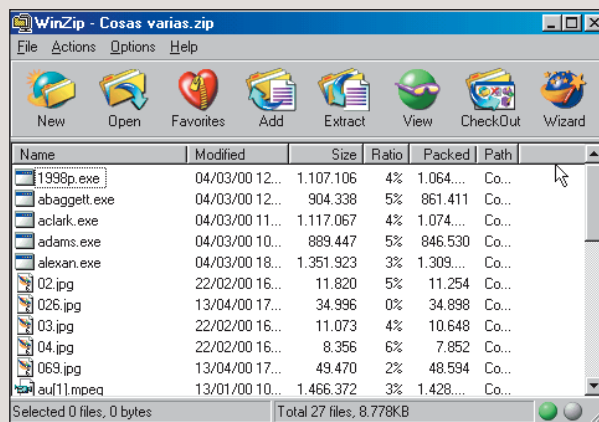 WinZip - Cosas varias.zip
File Actions Options Help
New Open Favorites Add Extract View CheckOut Wizard
Name Modified Size Ratio Packed Path
1998p.exe 04/03/00 12... 1.107.106 4% 1.064.... Co...
abaggett.exe 04/03/00 12... 904.338 5% 861.411 Co...
aclark.exe 04/03/00 11... 1.117.067 4% 1.074.... Co...
adams.exe 04/03/00 10... 889.447 5% 846.530 Co...
alexan.exe 04/03/00 18... 1.351.923 3% 1.309.... Co...
02.jpg 22/02/00 16... 11.820 5% 11.254 Co...
026.jpg 13/04/00 17... 34.996 0% 34.898 Co...
03.jpg 22/02/00 16... 11.073 4% 10.648 Co...
04.jpg 22/02/00 16... 8.356 6% 7.852 Co...
069.jpg 13/04/00 17... 49.470 2% 48.594 Co...
au[1].mpeg 13/01/00 10... 1.466.372 3% 1.428.... Co...
Selected 0 files, 0 bytes Total 27 files, 8.778KB